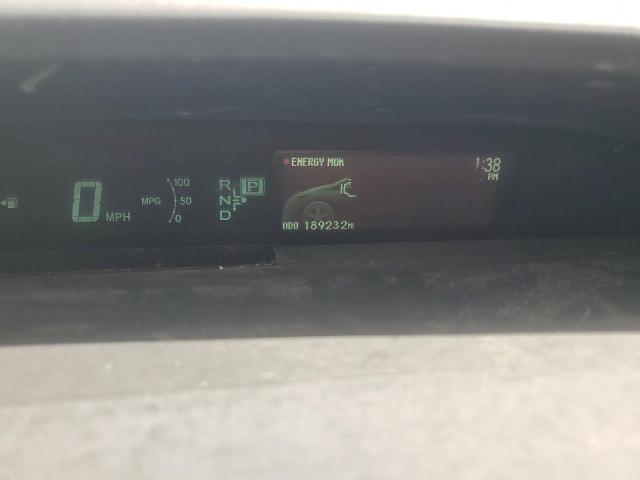 0 MPH
MPG
100
50
0
R
N
D
P
ENERGY MON
1:38
PM
ODO 189232MI